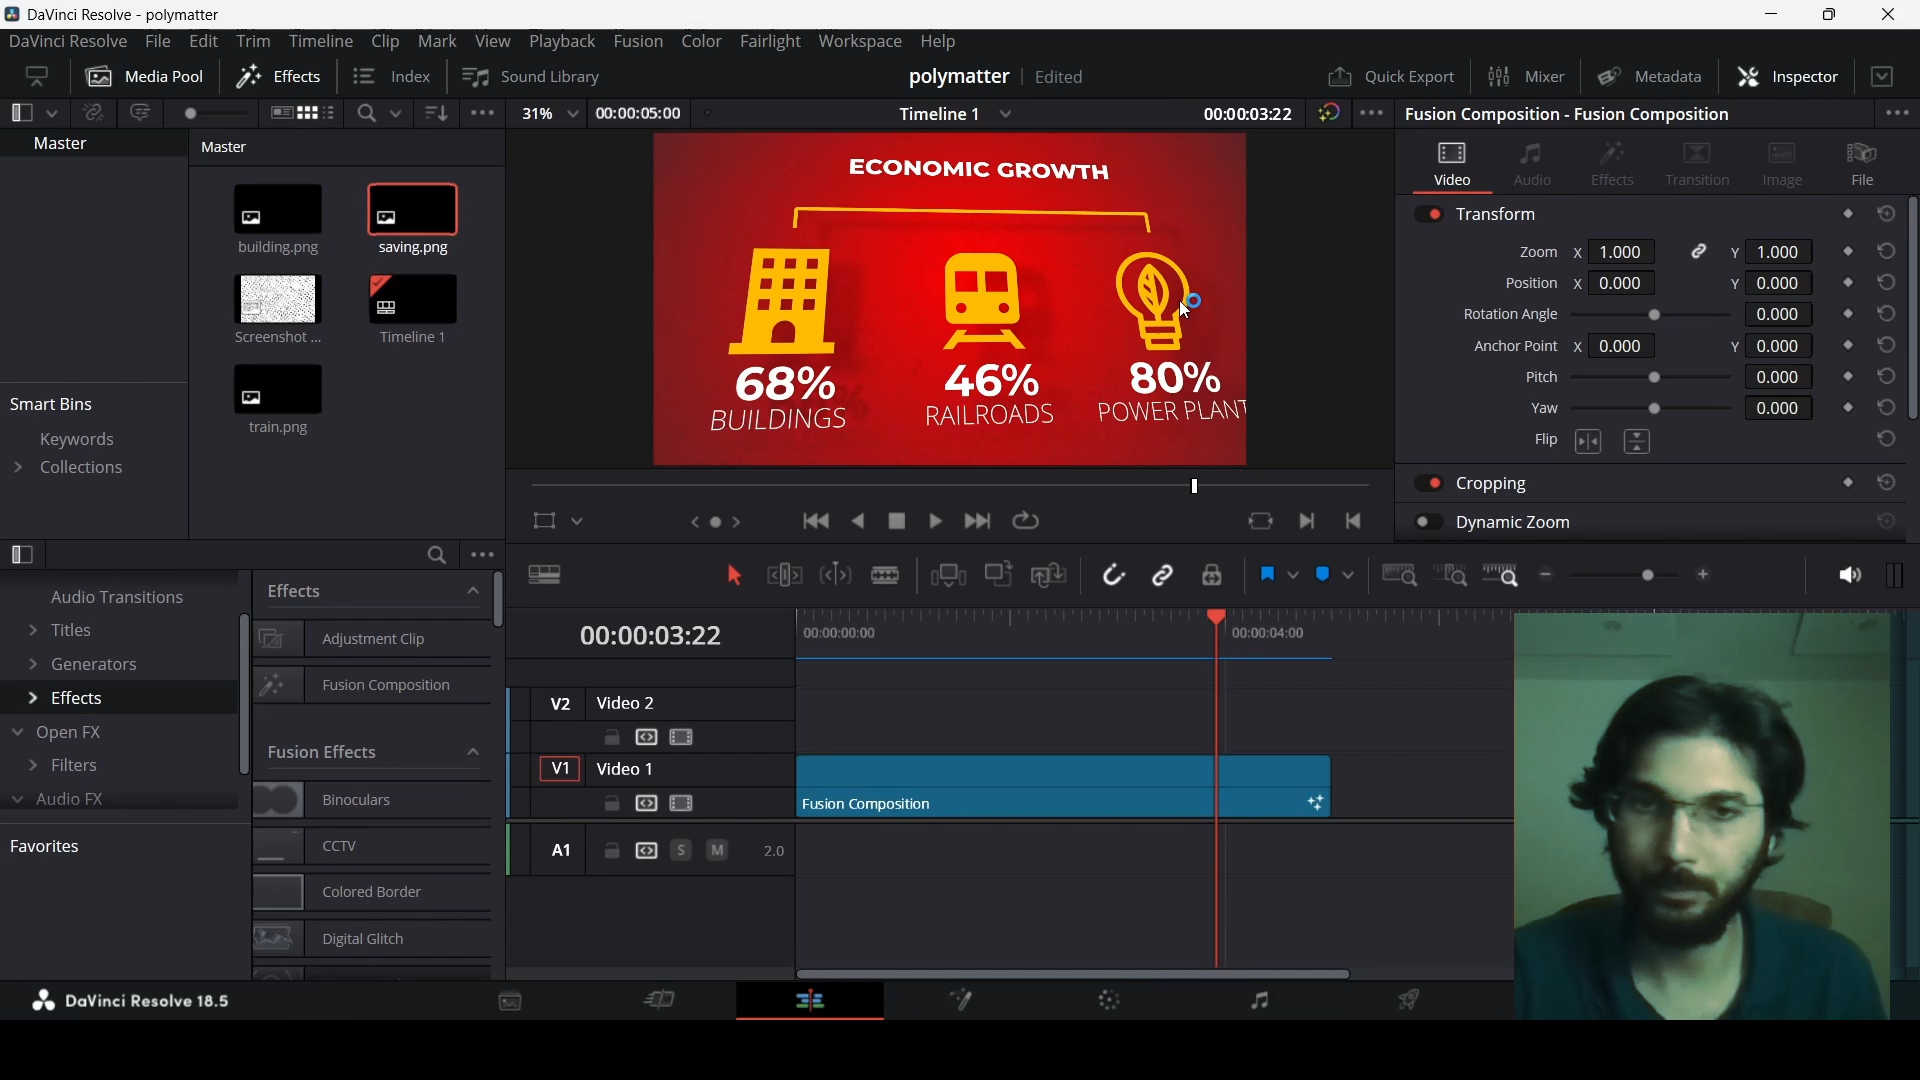 DaVinci Resolve - polymatter
DaVinci Resolve File Edit Trim Timeline Clip Mark View Playback Fusion Color Fairlight Workspace Help
Media Pool Effects Index Sound Library polymatter Edited Quick Export Mixer Metadata Inspector
31% 00:00:05:00 Timeline 1 00:00:03:22 Fusion Composition - Fusion Composition
Master
Master
building.png saving.png
Screenshot ... Timeline 1
train.png
Smart Bins
Keywords
Collections
ECONOMIC GROWTH
68% 46% 80%
BUILDINGS RAILROADS POWER PLANT
Video Audio Effects Transition Image File
Transform
Zoom X 1.000 Y 1.000
Position X 0.000 Y 0.000
Rotation Angle 0.000
Anchor Point X 0.000 Y 0.000
Pitch 0.000
Yaw 0.000
Flip
Cropping
Dynamic Zoom
Audio Transitions
Titles
Generators
Effects
Open FX
Filters
Audio FX
Favorites
Effects
Adjustment Clip
Fusion Composition
Fusion Effects
Binoculars
CCTV
Colored Border
Digital Glitch
00:00:03:22 00:00:00:00 00:00:04:00
V2 Video 2
V1 Video 1
Fusion Composition
A1 S M 2.0
DaVinci Resolve 18.5